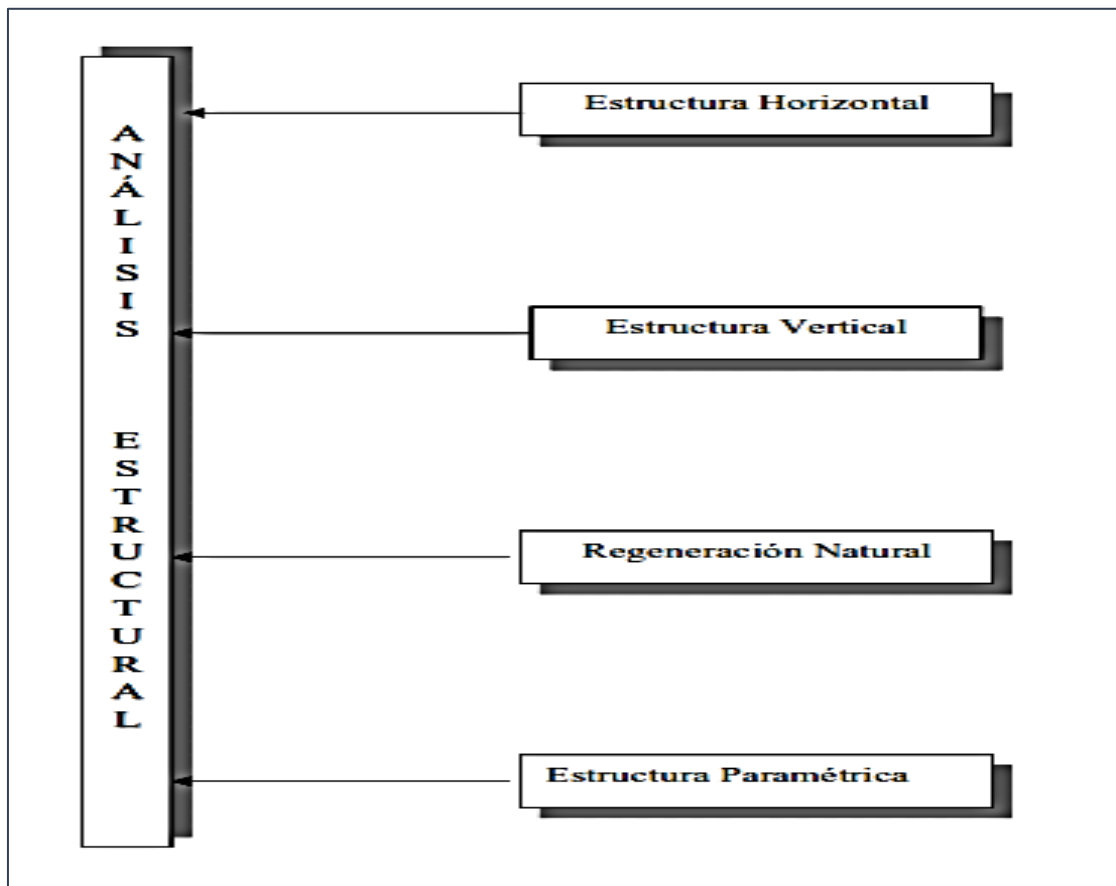 ANÁLISIS ESTRUCTURAL
Estructura Horizontal
Estructura Vertical
Regeneración Natural
Estructura Paramétrica